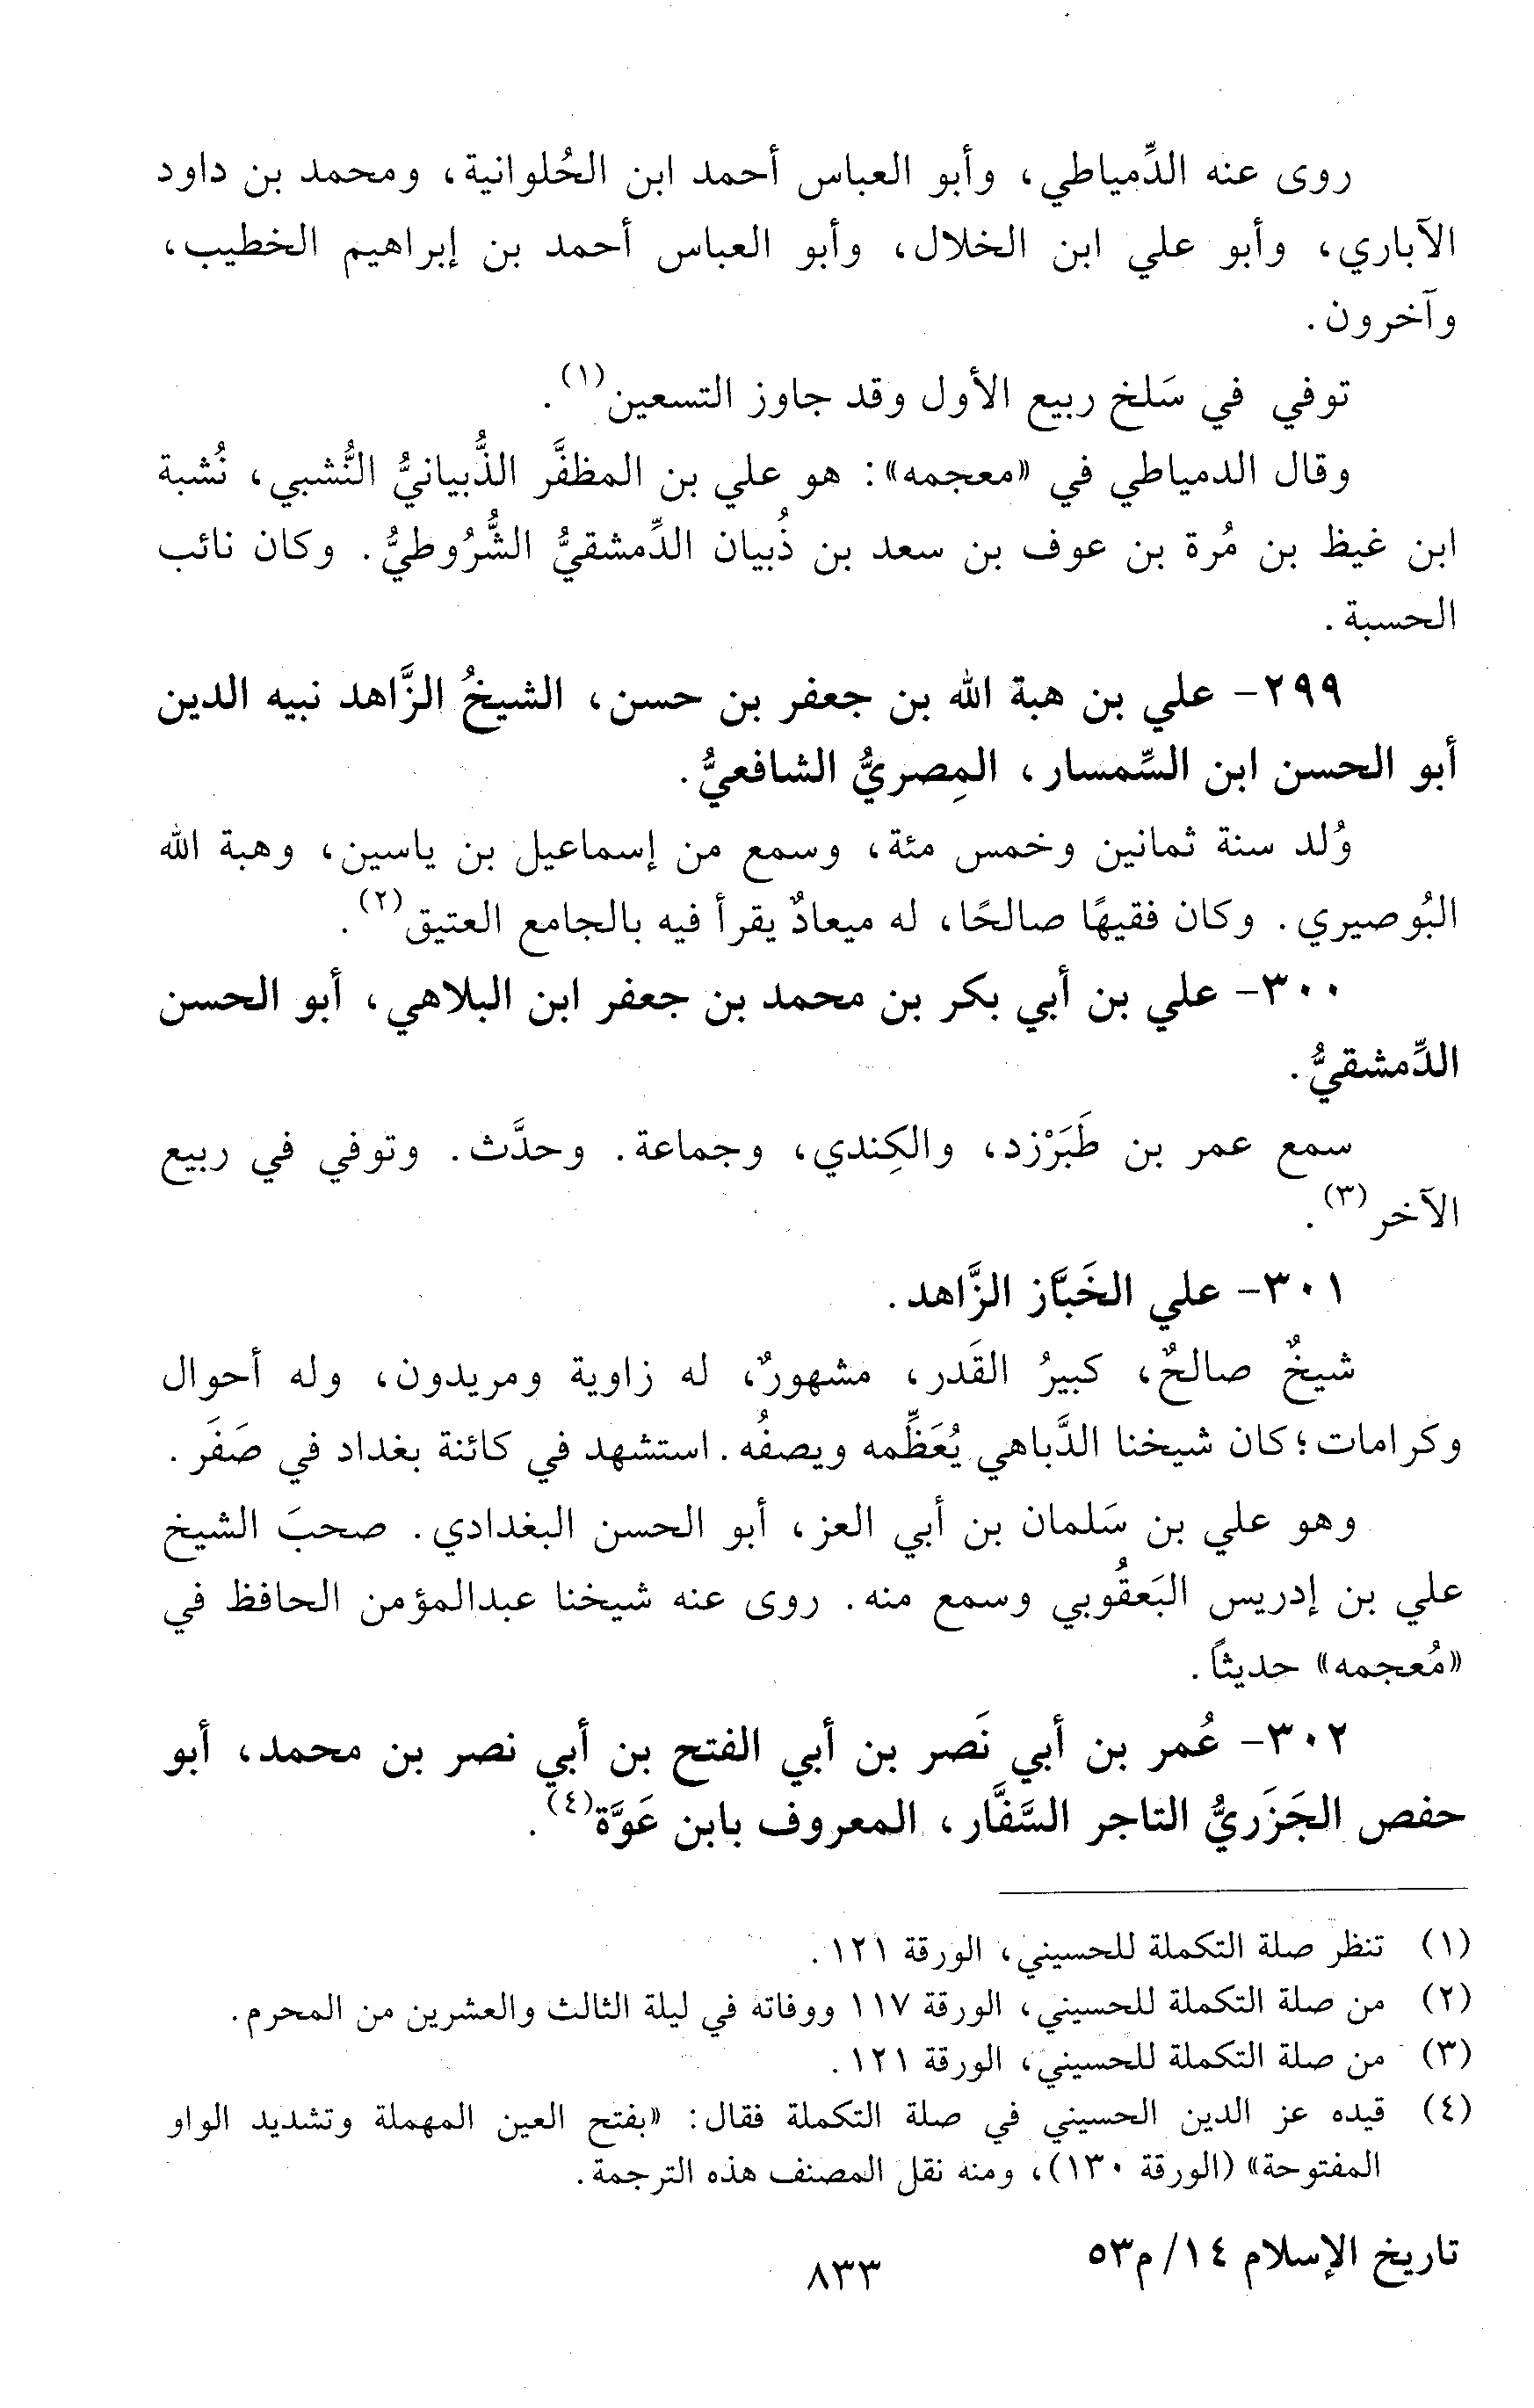 روى عنه الدِّمياطي، وأبو العباس أحمد ابن الحُلوانية، ومحمد بن داود
الآباري، وأبو علي ابن الخلال، وأبو العباس أحمد بن إبراهيم الخطيب،
وآخرون.
توفي في سَلخ ربيع الأول وقد جاوز التسعين(١).
وقال الدمياطي في «معجمه»: هو علي بن المظفَّر الذُّبيانيُّ النُّشبي، نُشبة
ابن غيظ بن مُرة بن عوف بن سعد بن ذُبيان الدِّمشقيُّ الشُّرُوطيُّ. وكان نائب
الحسبة.
٢٩٩- علي بن هبة الله بن جعفر بن حسن، الشيخُ الزَّاهد نبيه الدين
أبو الحسن ابن السِّمسار، المِصريُّ الشافعيُّ.
وُلد سنة ثمانين وخمس مئة، وسمع من إسماعيل بن ياسين، وهبة الله
البُوصيري. وكان فقيهًا صالحًا، له ميعادٌ يقرأ فيه بالجامع العتيق(٢).
٣٠٠- علي بن أبي بكر بن محمد بن جعفر ابن البلاهي، أبو الحسن
الدِّمشقيُّ.
سمع عمر بن طَبَرْزد، والكِندي، وجماعة. وحدَّث. وتوفي في ربيع
الآخر(٣).
٣٠١- علي الخَبَّاز الزَّاهد.
شيخٌ صالحٌ، كبيرُ القَدر، مشهورٌ، له زاوية ومريدون، وله أحوال
وكرامات؛ كان شيخنا الدَّباهي يُعَظِّمه ويصفُه. استشهد في كائنة بغداد في صَفَر.
وهو علي بن سَلمان بن أبي العز، أبو الحسن البغدادي. صحبَ الشيخ
علي بن إدريس البَعقُوبي وسمع منه. روى عنه شيخنا عبدالمؤمن الحافظ في
«مُعجمه» حديثاً.
٣٠٢- عُمر بن أبي نَصر بن أبي الفتح بن أبي نصر بن محمد، أبو
حفص الجَزَريُّ التاجر السَّفَّار، المعروف بابن عَوَّة(٤).
(١) تنظر صلة التكملة للحسيني، الورقة ١٢١.
(٢) من صلة التكملة للحسيني، الورقة ١١٧ ووفاته في ليلة الثالث والعشرين من المحرم.
(٣) من صلة التكملة للحسيني، الورقة ١٢١.
(٤) قيده عز الدين الحسيني في صلة التكملة فقال: «بفتح العين المهملة وتشديد الواو
المفتوحة» (الورقة ١٣٠)، ومنه نقل المصنف هذه الترجمة.
تاريخ الإسلام ١٤/ م٥٣
٨٣٣